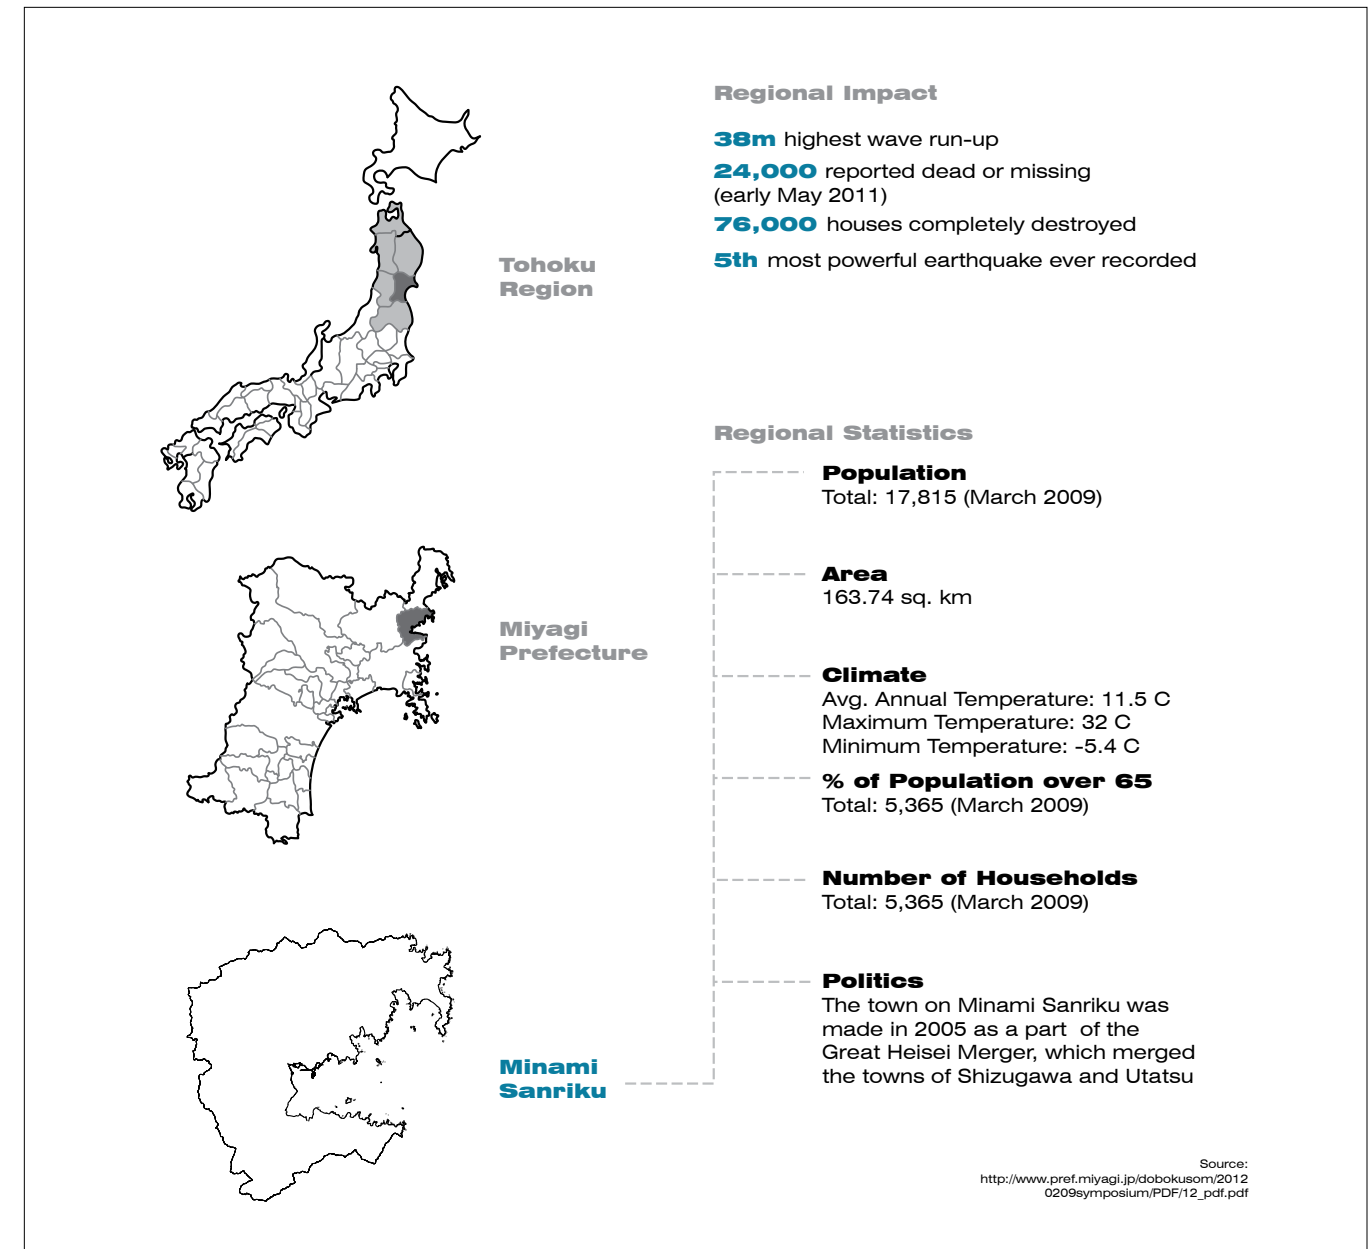 Regional Impact
38m highest wave run-up
24,000 reported dead or missing
(early May 2011)
76,000 houses completely destroyed
5th most powerful earthquake ever recorded
Tohoku
Region
Regional Statistics
Population
Total: 17,815 (March 2009)
Area
163.74 sq. km
Miyagi
Prefecture
Climate
Avg. Annual Temperature: 11.5 C
Maximum Temperature: 32 C
Minimum Temperature: -5.4 C
% of Population over 65
Total: 5,365 (March 2009)
Number of Households
Total: 5,365 (March 2009)
Politics
The town on Minami Sanriku was
made in 2005 as a part of the
Great Heisei Merger, which merged
the towns of Shizugawa and Utatsu
Minami
Sanriku
Source:
http://www.pref.miyagi.jp/dobokusom/2012
0209symposium/PDF/12_pdf.pdf